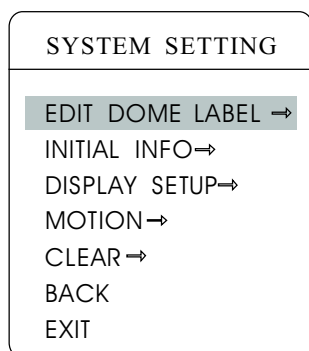 SYSTEM SETTING
EDIT DOME LABEL ⇒
INITIAL INFO⇒
DISPLAY SETUP⇒
MOTION⇒
CLEAR⇒
BACK
EXIT